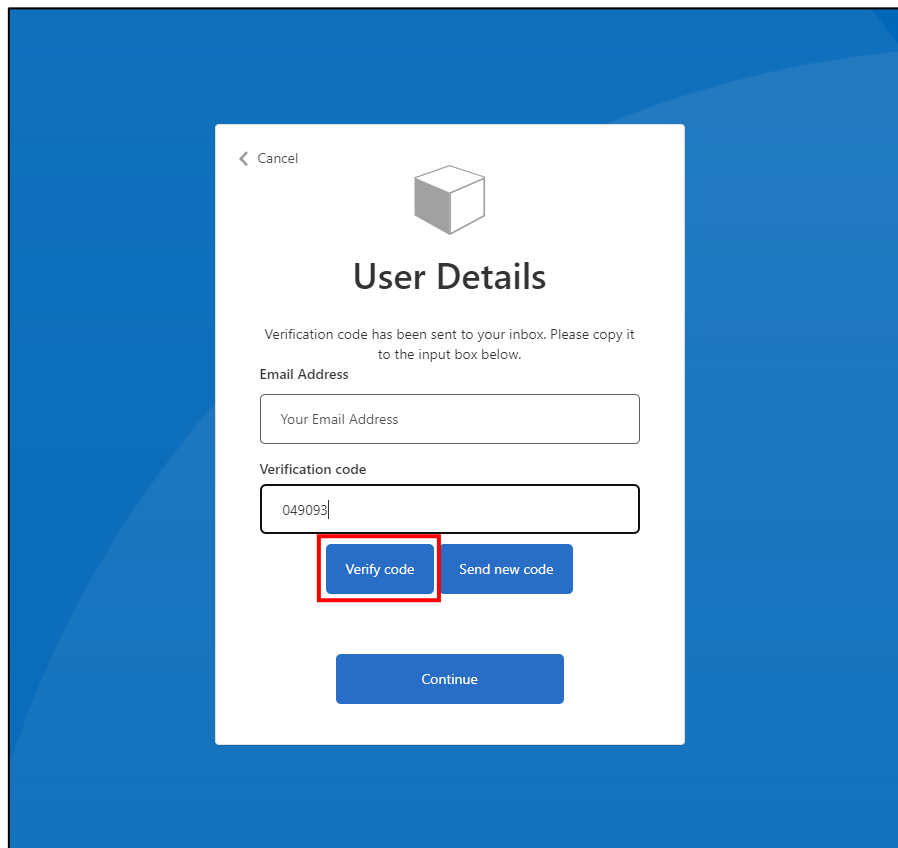 Cancel
User Details
Verification code has been sent to your inbox. Please copy it
to the input box below.
Email Address
Your Email Address
Verification code
049093
Verify code Send new code
Continue